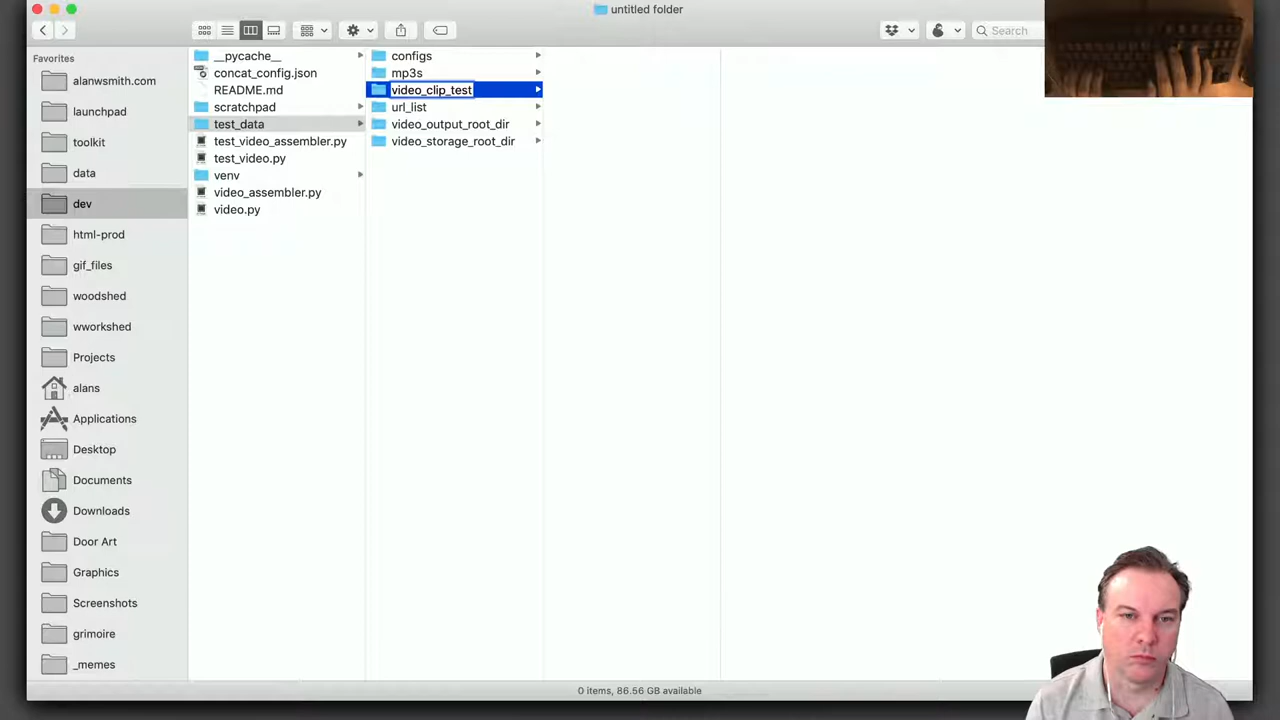 untitled folder
Search
Favorites
alanwsmith.com
launchpad
toolkit
data
dev
html-prod
gif_files
woodshed
wworkshed
Projects
alans
Applications
Desktop
Documents
Downloads
Door Art
Graphics
Screenshots
grimoire
_memes
__pycache__
concat_config.json
README.md
scratchpad
test_data
test_video_assembler.py
test_video.py
venv
video_assembler.py
video.py
configs
mp3s
video_clip_test
url_list
video_output_root_dir
video_storage_root_dir
0 items, 86.56 GB available